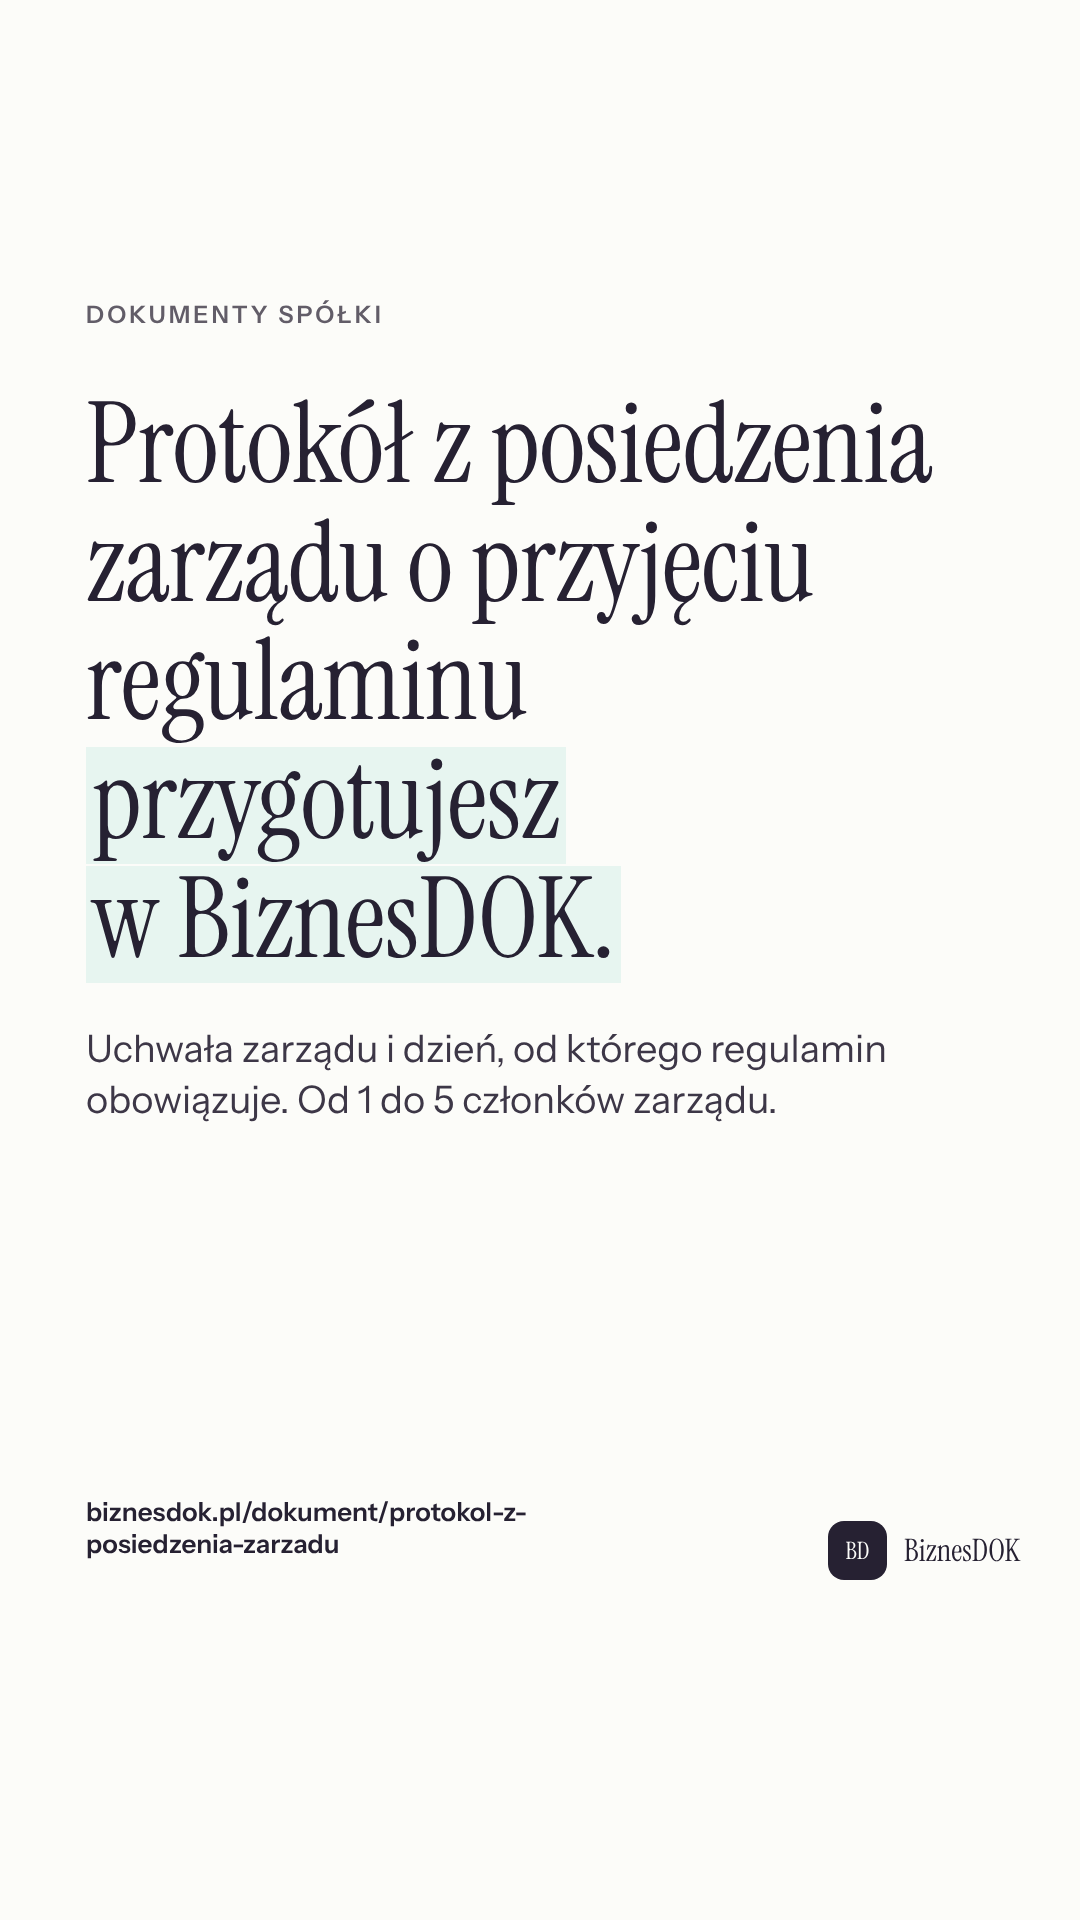 DOKUMENTY SPÓŁKI
Protokół z posiedzenia
zarządu o przyjęciu
regulaminu
przygotujesz
w BiznesDOK.
Uchwała zarządu i dzień, od którego regulamin
obowiązuje. Od 1 do 5 członków zarządu.
biznesdok.pl/dokument/protokol-z-
posiedzenia-zarzadu
BD BiznesDOK